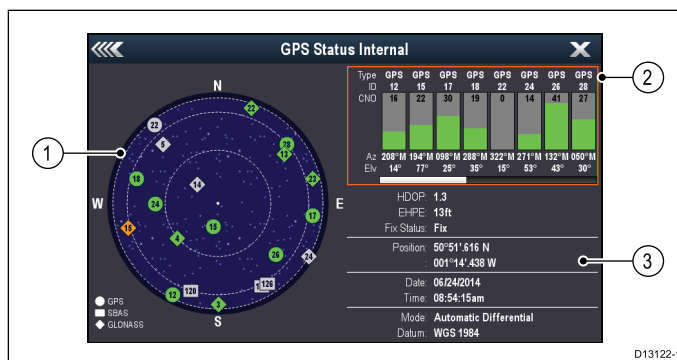 GPS Status Internal
N
W
E
S
22
22
5
28
13
18
14
23
24
17
15
15
4
26
24
120
126
12
3
GPS
SBAS
GLONASS
Type GPS GPS GPS GPS GPS GPS GPS GPS
ID 12 15 17 18 22 24 26 28
CNO 16 22 30 19 0 14 41 27
Az 208°M 194°M 098°M 288°M 322°M 271°M 132°M 050°M
Elv 14° 77° 25° 35° 15° 53° 43° 30°
HDOP: 1.3
EHPE: 13ft
Fix Status: Fix
Position: 50°51'.616 N
: 001°14'.438 W
Date: 06/24/2014
Time: 08:54:15am
Mode: Automatic Differential
Datum: WGS 1984
1
2
3